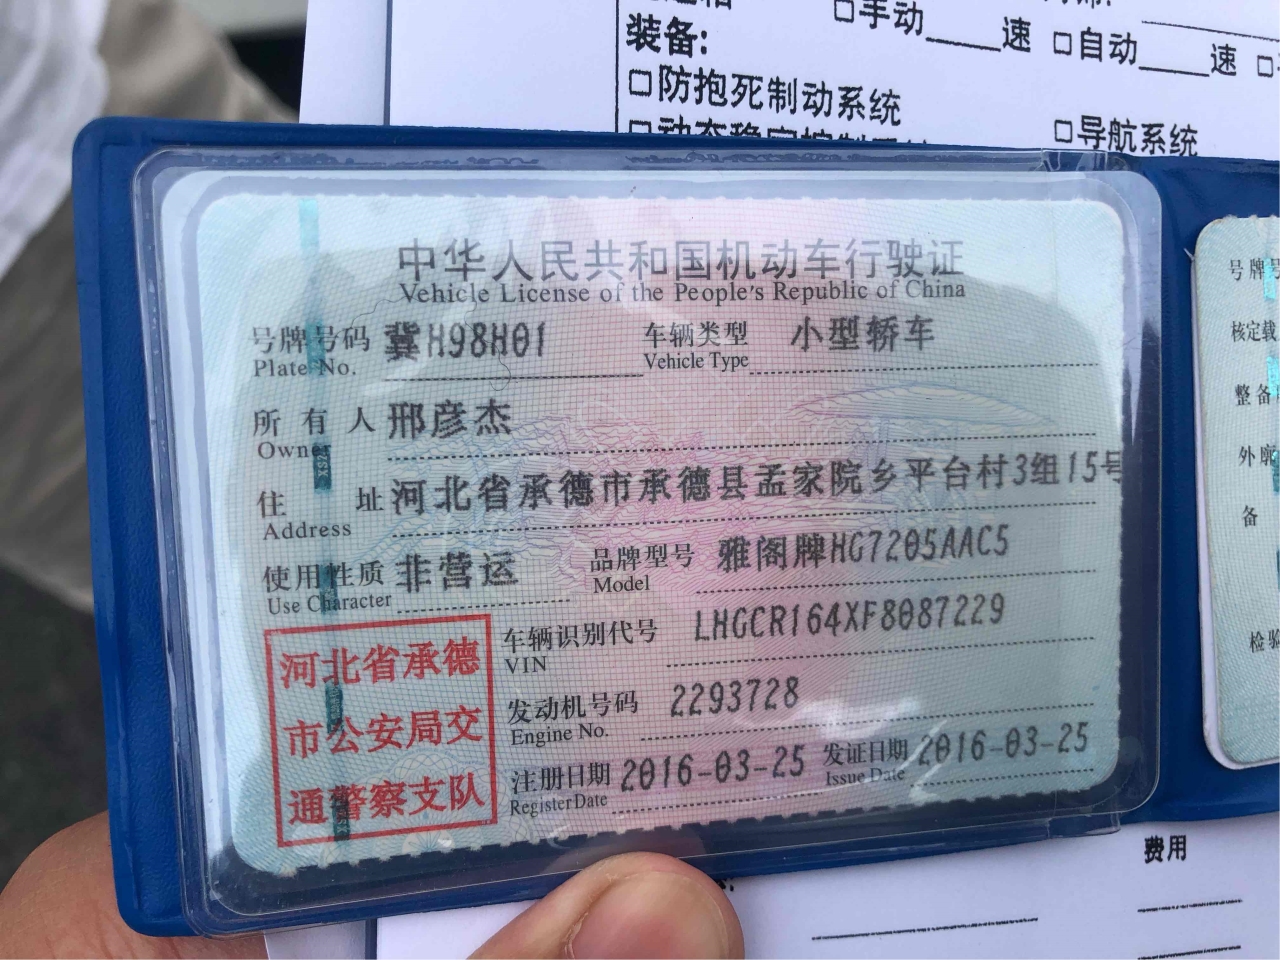 □手动____速 □自动____速 □
装备:
□防抱死制动系统
□导航系统
中华人民共和国机动车行驶证
Vehicle License of the People's Republic of China
号牌号码 冀H98H01 车辆类型 小型轿车
Plate No. Vehicle Type
所有人 邢彦杰
Owner
住址 河北省承德市承德县孟家院乡平台村3组15号
Address
使用性质 非营运 品牌型号 雅阁牌HG7205AAC5
Use Character Model
河北省承德
市公安局交
通警察支队
车辆识别代号 LHGCR164XF8087229
VIN
发动机号码 2293728
Engine No.
注册日期 2016-03-25 发证日期 2016-03-25
Register Date Issue Date
号牌号
核定载
整备
外廓
备
检验
费用